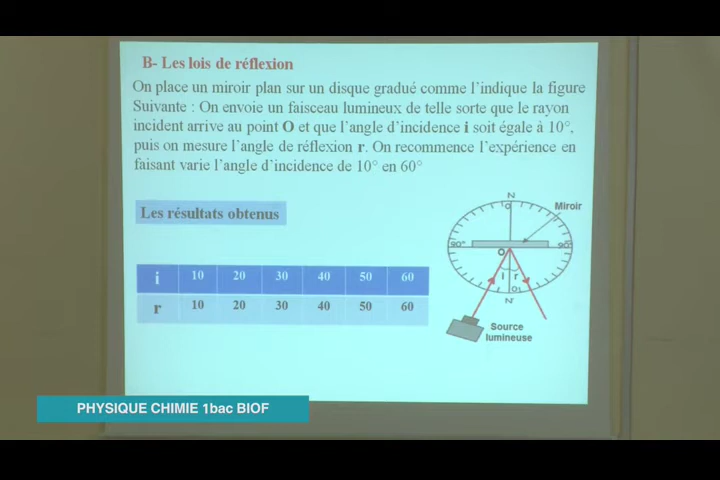 B- Les lois de réflexion
On place un miroir plan sur un disque gradué comme l'indique la figure
Suivante : On envoie un faisceau lumineux de telle sorte que le rayon
incident arrive au point O et que l'angle d'incidence i soit égale à 10°,
puis on mesure l'angle de réflexion r. On recommence l'expérience en
faisant varie l'angle d'incidence de 10° en 60°
Les résultats obtenus
i 10 20 30 40 50 60
r 10 20 30 40 50 60
N
0
Miroir
90° 90°
O
i r
0
N'
Source
lumineuse
PHYSIQUE CHIMIE 1bac BIOF